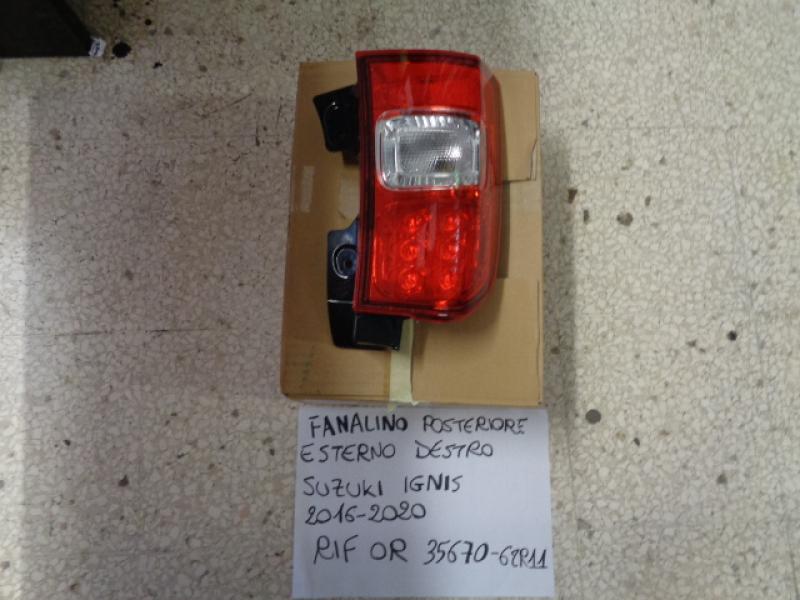 FANALINO POSTERIORE
ESTERNO DESTRO
SUZUKI IGNIS
2016-2020
RIF OR 35670-62R11